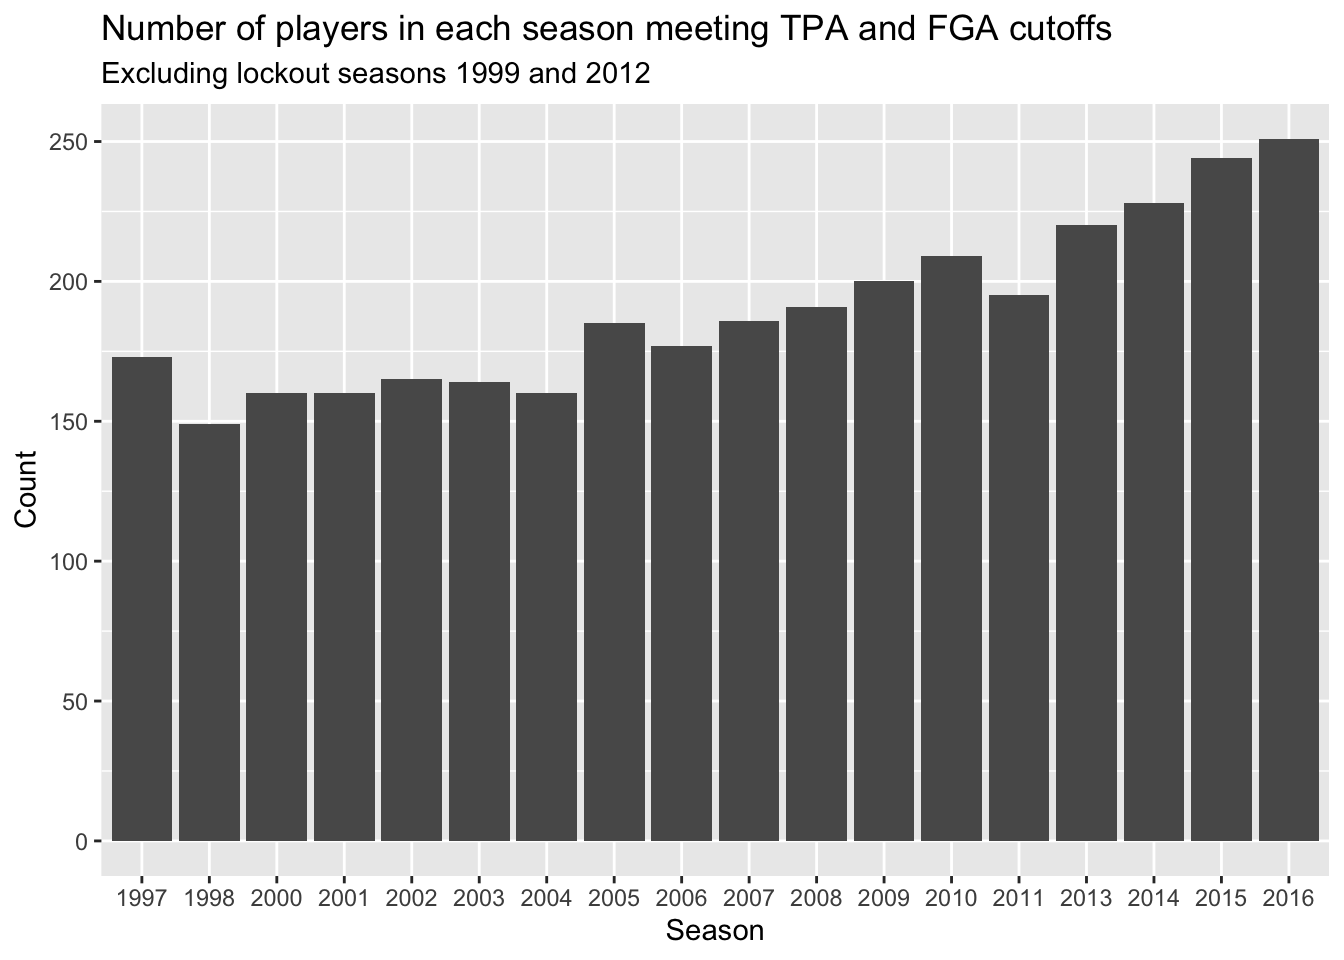 Number of players in each season meeting TPA and FGA cutoffs
Excluding lockout seasons 1999 and 2012
250
200
150
100
50
0
Count
1997 1998 2000 2001 2002 2003 2004 2005 2006 2007 2008 2009 2010 2011 2013 2014 2015 2016
Season